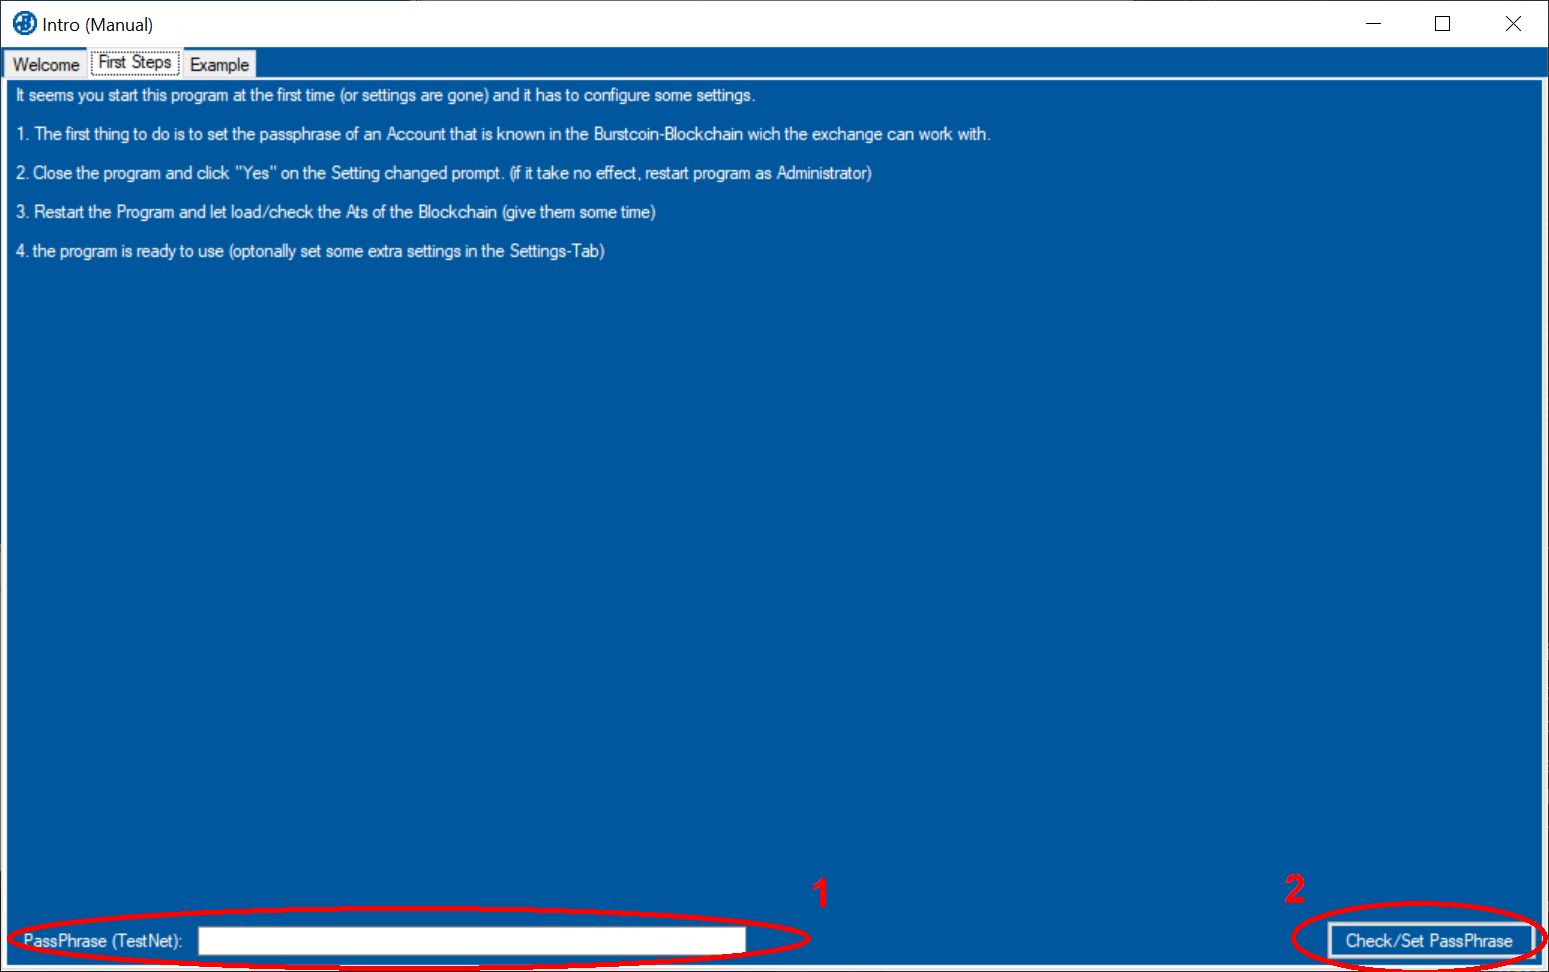 Intro (Manual)
Welcome First Steps Example
It seems you start this program at the first time (or settings are gone) and it has to configure some settings.
1. The first thing to do is to set the passphrase of an Account that is known in the Burstcoin-Blockchain wich the exchange can work with.
2. Close the program and click "Yes" on the Setting changed prompt. (if it take no effect, restart program as Administrator)
3. Restart the Program and let load/check the Ats of the Blockchain (give them some time)
4. the program is ready to use (optonally set some extra settings in the Settings-Tab)
1
2
PassPhrase (TestNet):
Check/Set PassPhrase